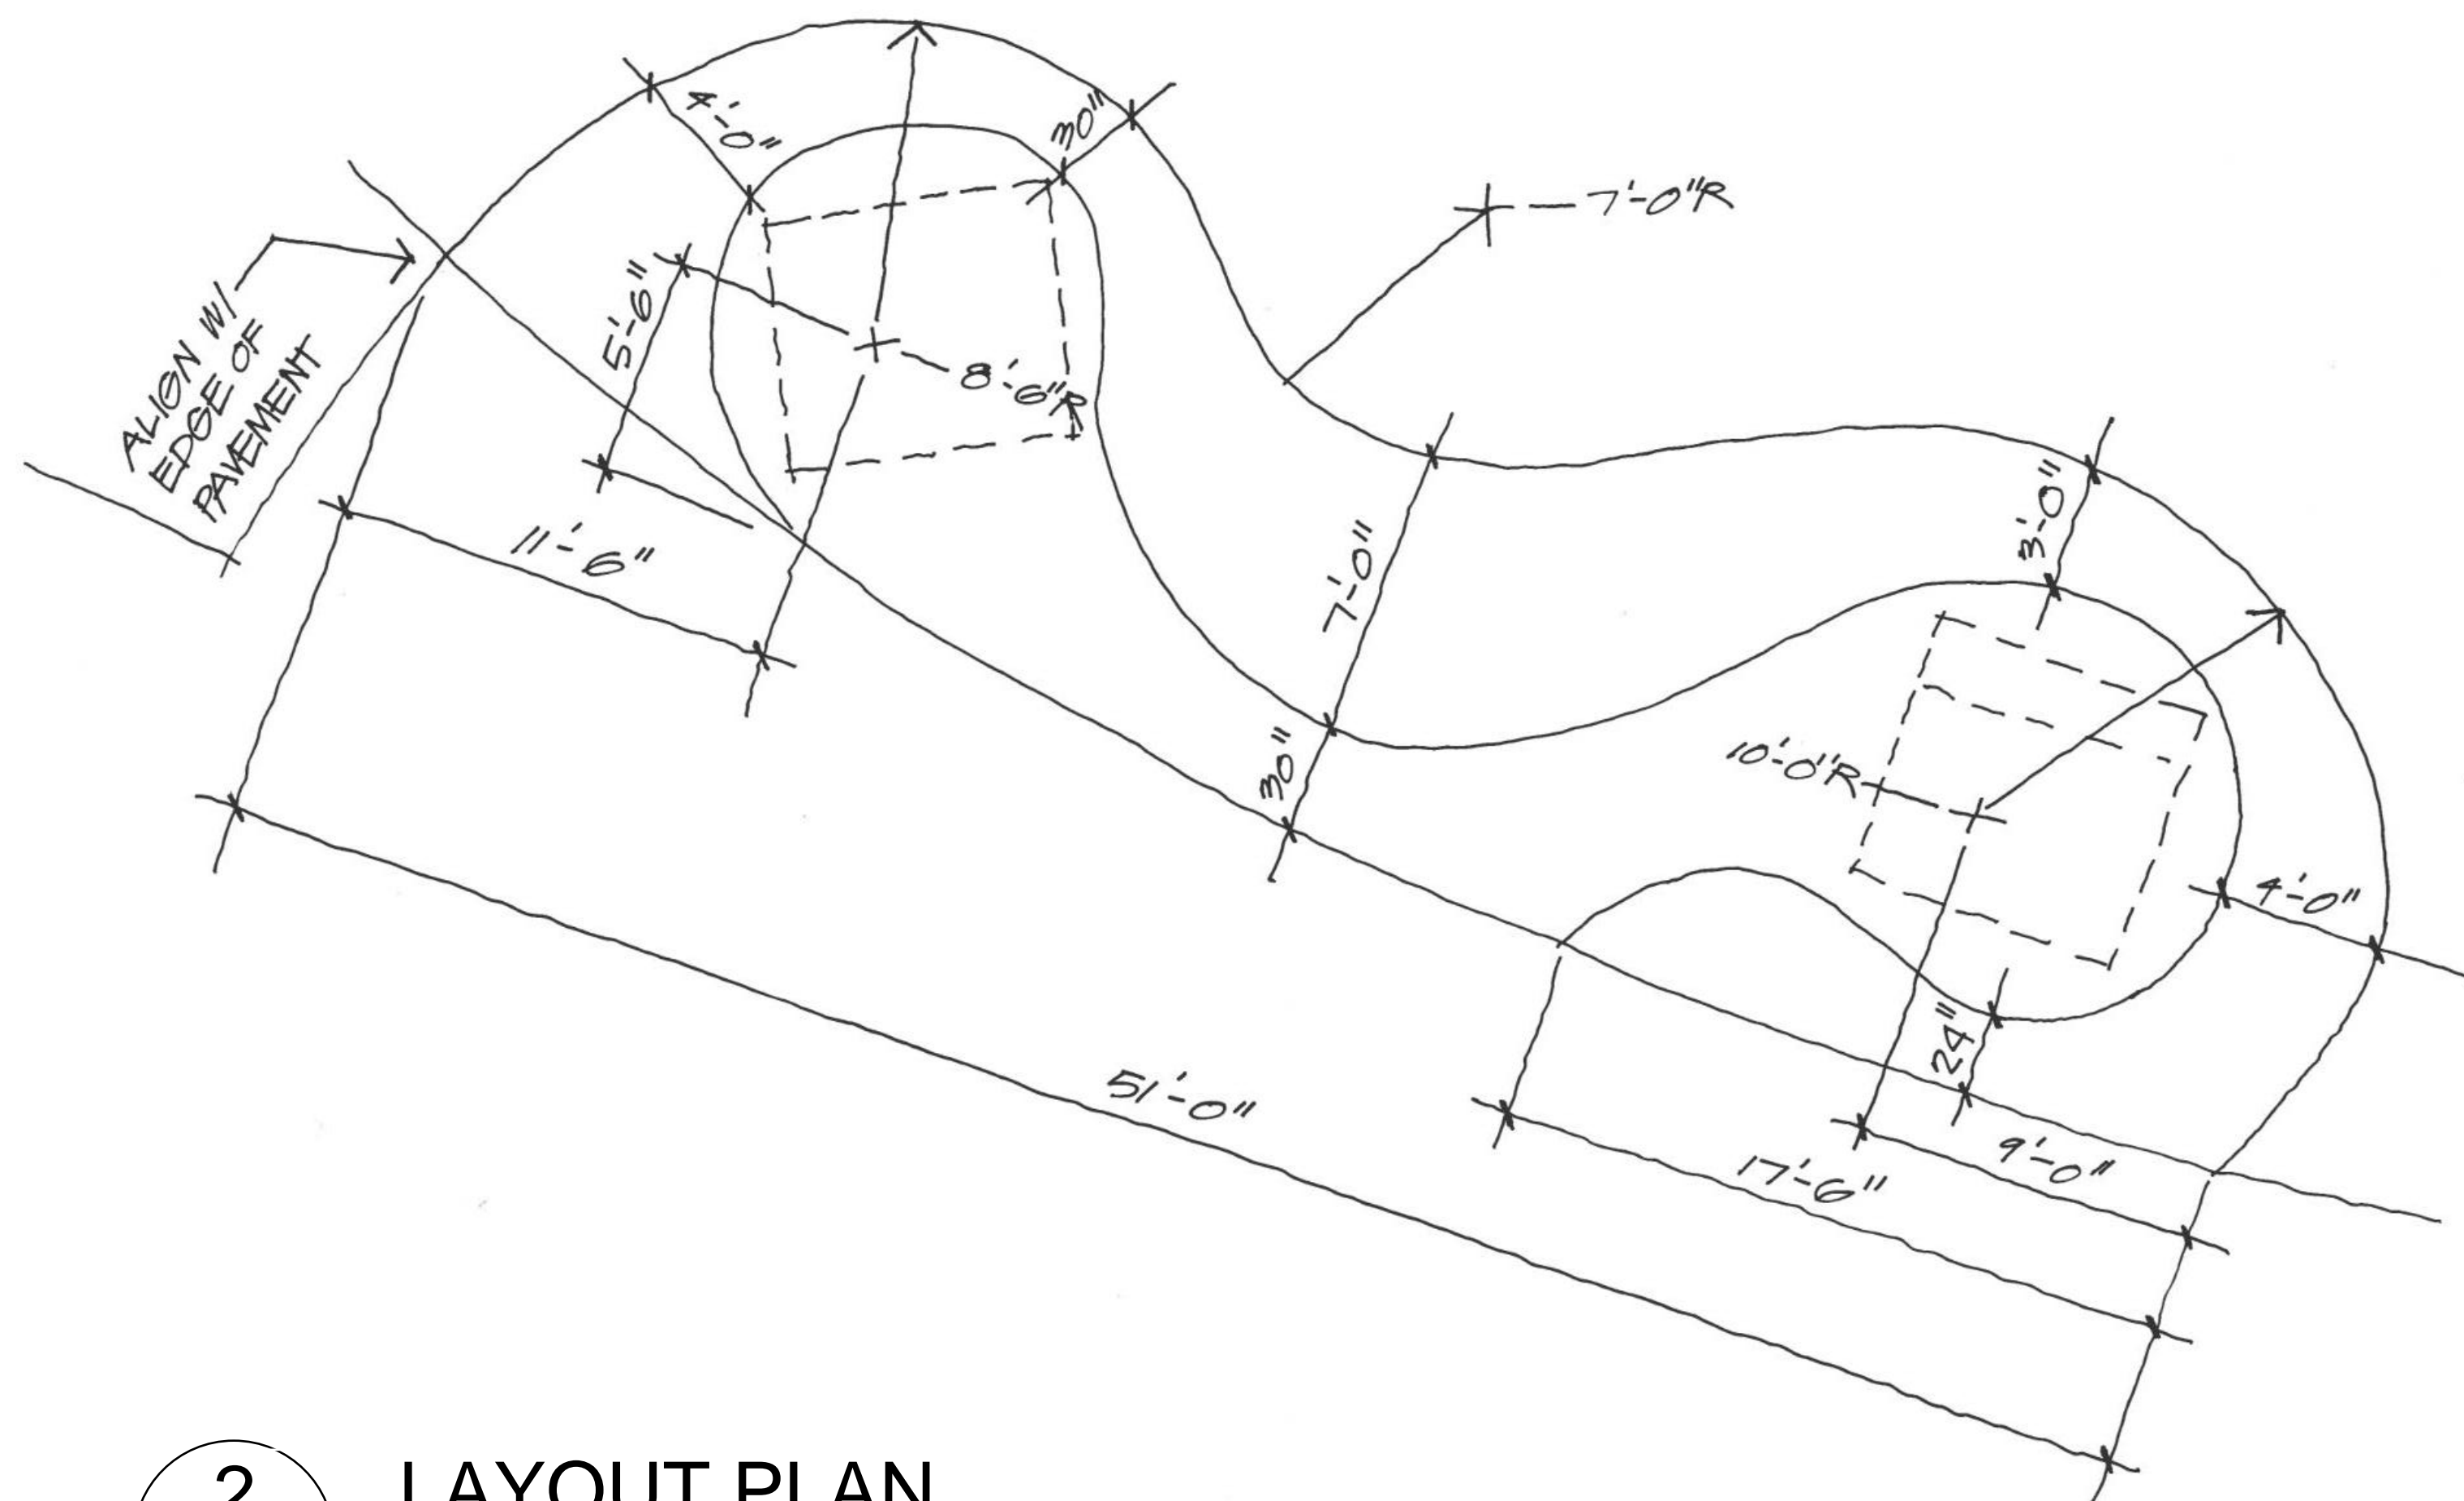 4'-0"
30"
7'-0"R
ALIGN W/
EDGE OF
PAVEMENT
5'-6"
8'-6"R
11'-6"
7'-0"
3'-0"
30"
10'-0"R
4'-0"
24"
9'-0"
17'-6"
51'-0"
2
LAYOUT PLAN